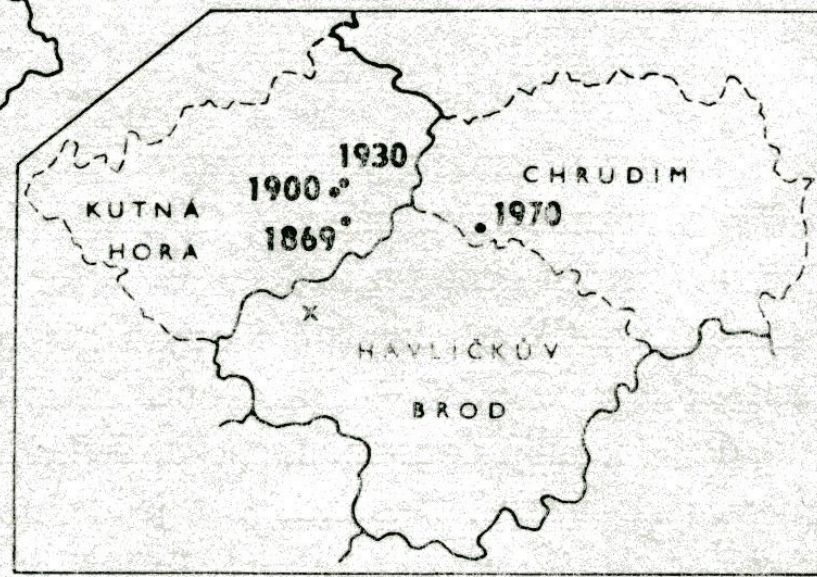 1930
CHRUDIM
1900
KUTNÁ
1970
1869
HORA
X
HAVLÍČKŮV
BROD